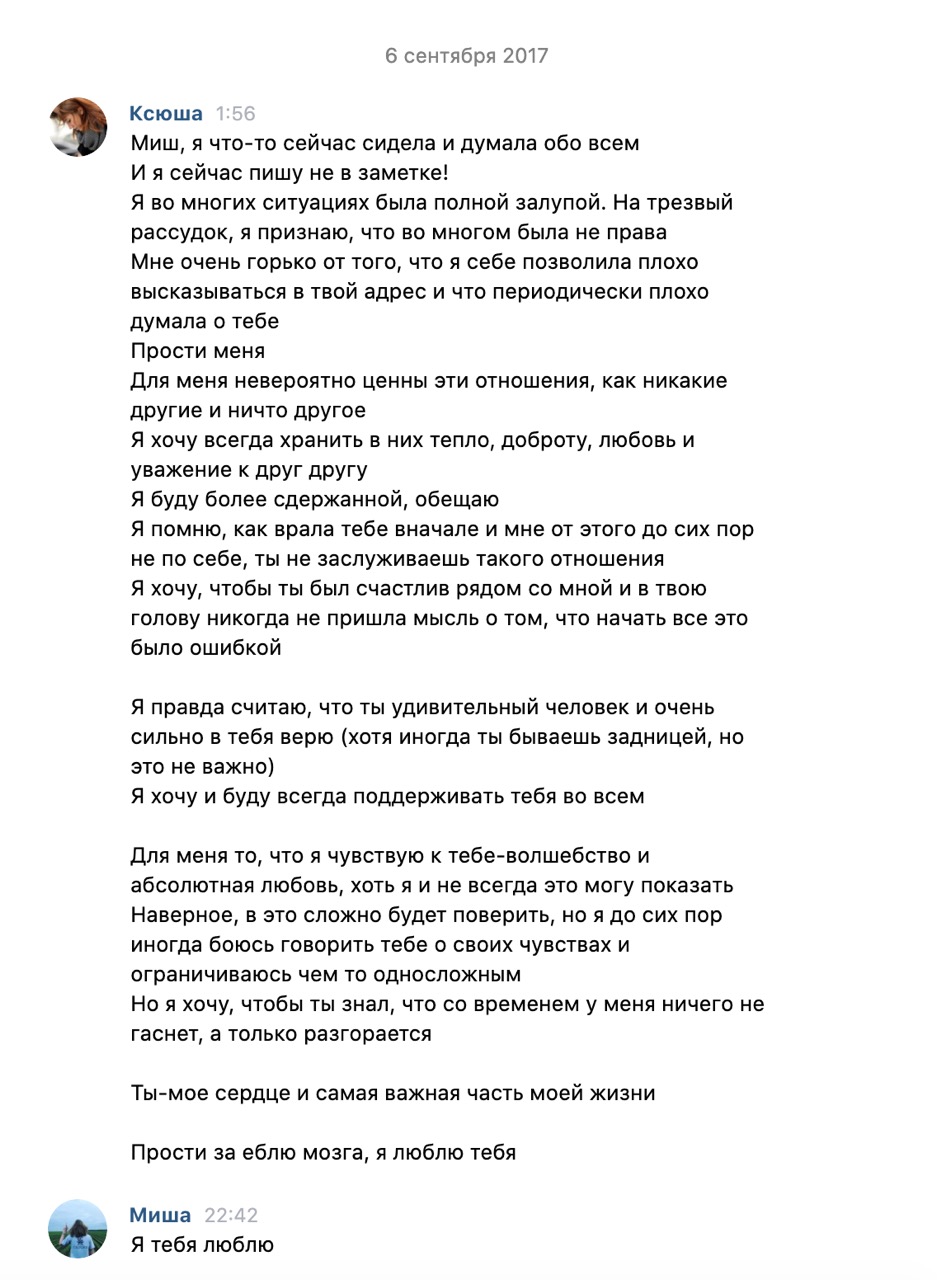 6 сентября 2017
Ксюша 1:56
Миш, я что-то сейчас сидела и думала обо всем
И я сейчас пишу не в заметке!
Я во многих ситуациях была полной залупой. На трезвый
рассудок, я признаю, что во многом была не права
Мне очень горько от того, что я себе позволила плохо
высказываться в твой адрес и что периодически плохо
думала о тебе
Прости меня
Для меня невероятно ценны эти отношения, как никакие
другие и ничто другое
Я хочу всегда хранить в них тепло, доброту, любовь и
уважение к друг другу
Я буду более сдержанной, обещаю
Я помню, как врала тебе вначале и мне от этого до сих пор
не по себе, ты не заслуживаешь такого отношения
Я хочу, чтобы ты был счастлив рядом со мной и в твою
голову никогда не пришла мысль о том, что начать все это
было ошибкой
Я правда считаю, что ты удивительный человек и очень
сильно в тебя верю (хотя иногда ты бываешь задницей, но
это не важно)
Я хочу и буду всегда поддерживать тебя во всем
Для меня то, что я чувствую к тебе-волшебство и
абсолютная любовь, хоть я и не всегда это могу показать
Наверное, в это сложно будет поверить, но я до сих пор
иногда боюсь говорить тебе о своих чувствах и
ограничиваюсь чем то односложным
Но я хочу, чтобы ты знал, что со временем у меня ничего не
гаснет, а только разгорается
Ты-мое сердце и самая важная часть моей жизни
Прости за еблю мозга, я люблю тебя
Миша 22:42
Я тебя люблю